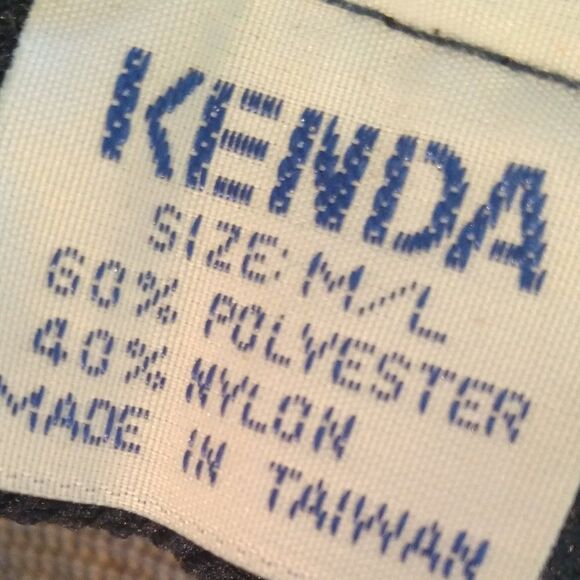 KENDA
SIZE: M/L
60% POLYESTER
40% NYLON
MADE IN TAIWAN